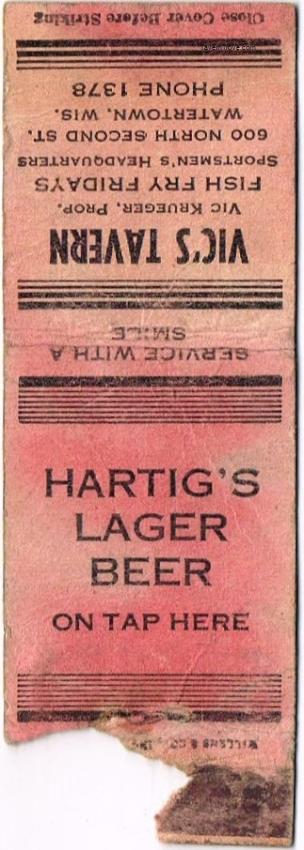 VIC'S TAVERN
VIC KRUEGER, PROP.
FISH FRY FRIDAYS
SPORTSMEN'S HEADQUARTERS
600 NORTH SECOND ST.
WATERTOWN, WIS.
PHONE 1378
Close Cover Before Striking
SERVICE WITH A
SMILE
HARTIG'S
LAGER
BEER
ON TAP HERE
& CO.,